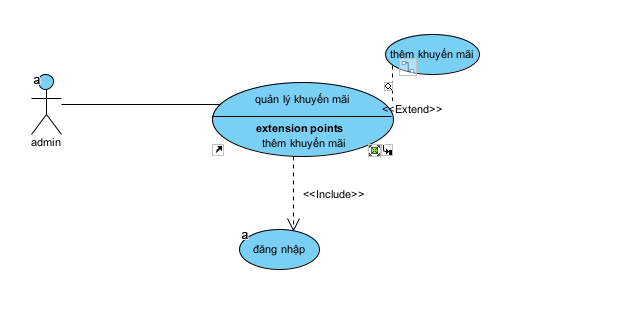 thêm khuyến mãi
a
quản lý khuyến mãi
<<Extend>>
extension points
thêm khuyến mãi
admin
<<Include>>
a
đăng nhập